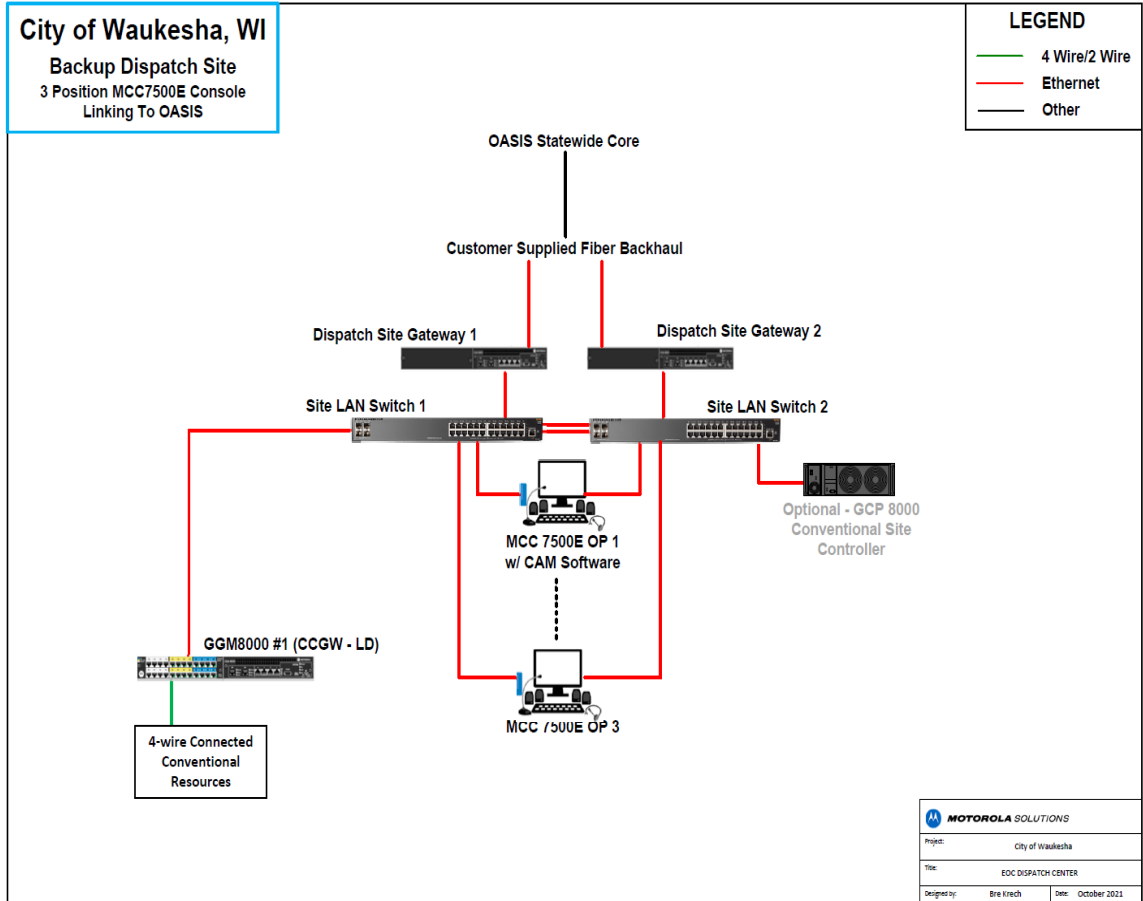 City of Waukesha, WI
Backup Dispatch Site
3 Position MCC7500E Console
Linking To OASIS
LEGEND
4 Wire/2 Wire
Ethernet
Other
OASIS Statewide Core
Customer Supplied Fiber Backhaul
Dispatch Site Gateway 1
Dispatch Site Gateway 2
Site LAN Switch 1
Site LAN Switch 2
Optional - GCP 8000
Conventional Site
Controller
MCC 7500E OP 1
w/ CAM Software
GGM8000 #1 (CCGW - LD)
MCC 7500E OP 3
4-wire Connected
Conventional
Resources
MOTOROLA SOLUTIONS
Project: City of Waukesha
Title: EOC DISPATCH CENTER
Designed by: Bre Krech Date: October 2021